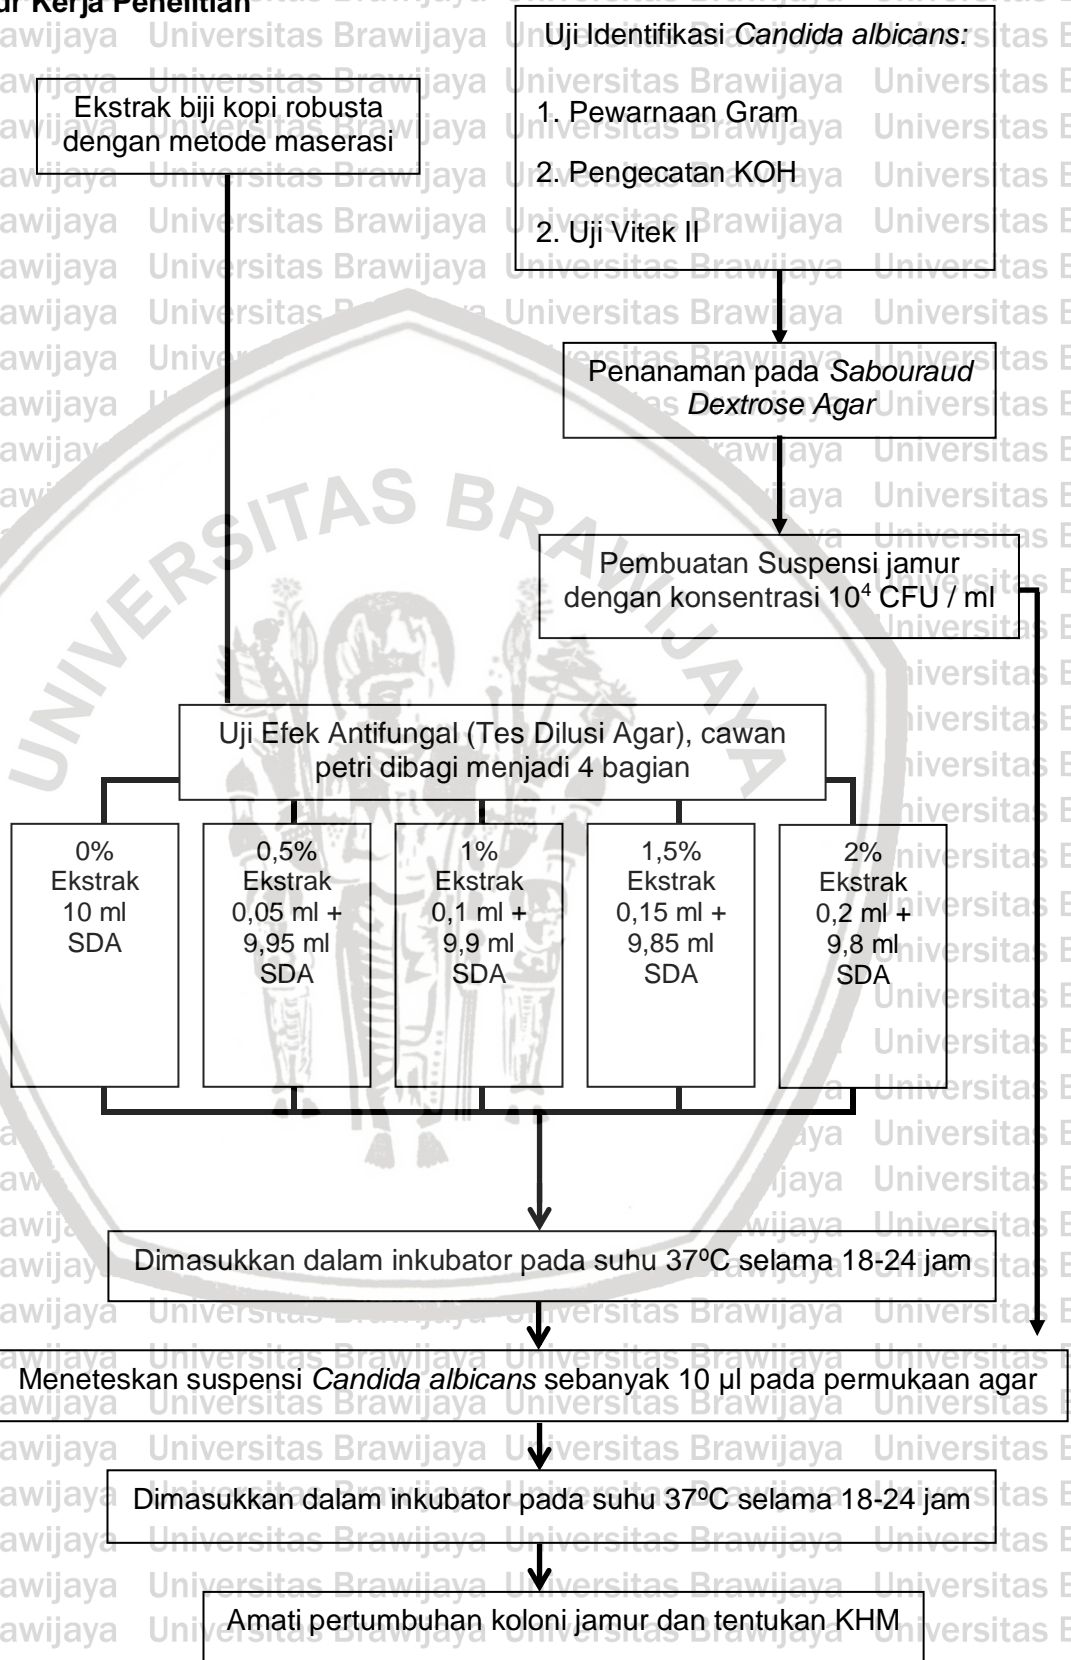 ur Kerja Penelitian
Uji Identifikasi Candida albicans:
1. Pewarnaan Gram
2. Pengecatan KOH
2. Uji Vitek II
Ekstrak biji kopi robusta
dengan metode maserasi
Penanaman pada Sabouraud
Dextrose Agar
Pembuatan Suspensi jamur
dengan konsentrasi 10⁴ CFU / ml
UNIVERSITAS BRAWIJAYA
Uji Efek Antifungal (Tes Dilusi Agar), cawan
petri dibagi menjadi 4 bagian
0%
Ekstrak
10 ml
SDA
0,5%
Ekstrak
0,05 ml +
9,95 ml
SDA
1%
Ekstrak
0,1 ml +
9,9 ml
SDA
1,5%
Ekstrak
0,15 ml +
9,85 ml
SDA
2%
Ekstrak
0,2 ml +
9,8 ml
SDA
Dimasukkan dalam inkubator pada suhu 37ºC selama 18-24 jam
Meneteskan suspensi Candida albicans sebanyak 10 µl pada permukaan agar
Dimasukkan dalam inkubator pada suhu 37ºC selama 18-24 jam
Amati pertumbuhan koloni jamur dan tentukan KHM